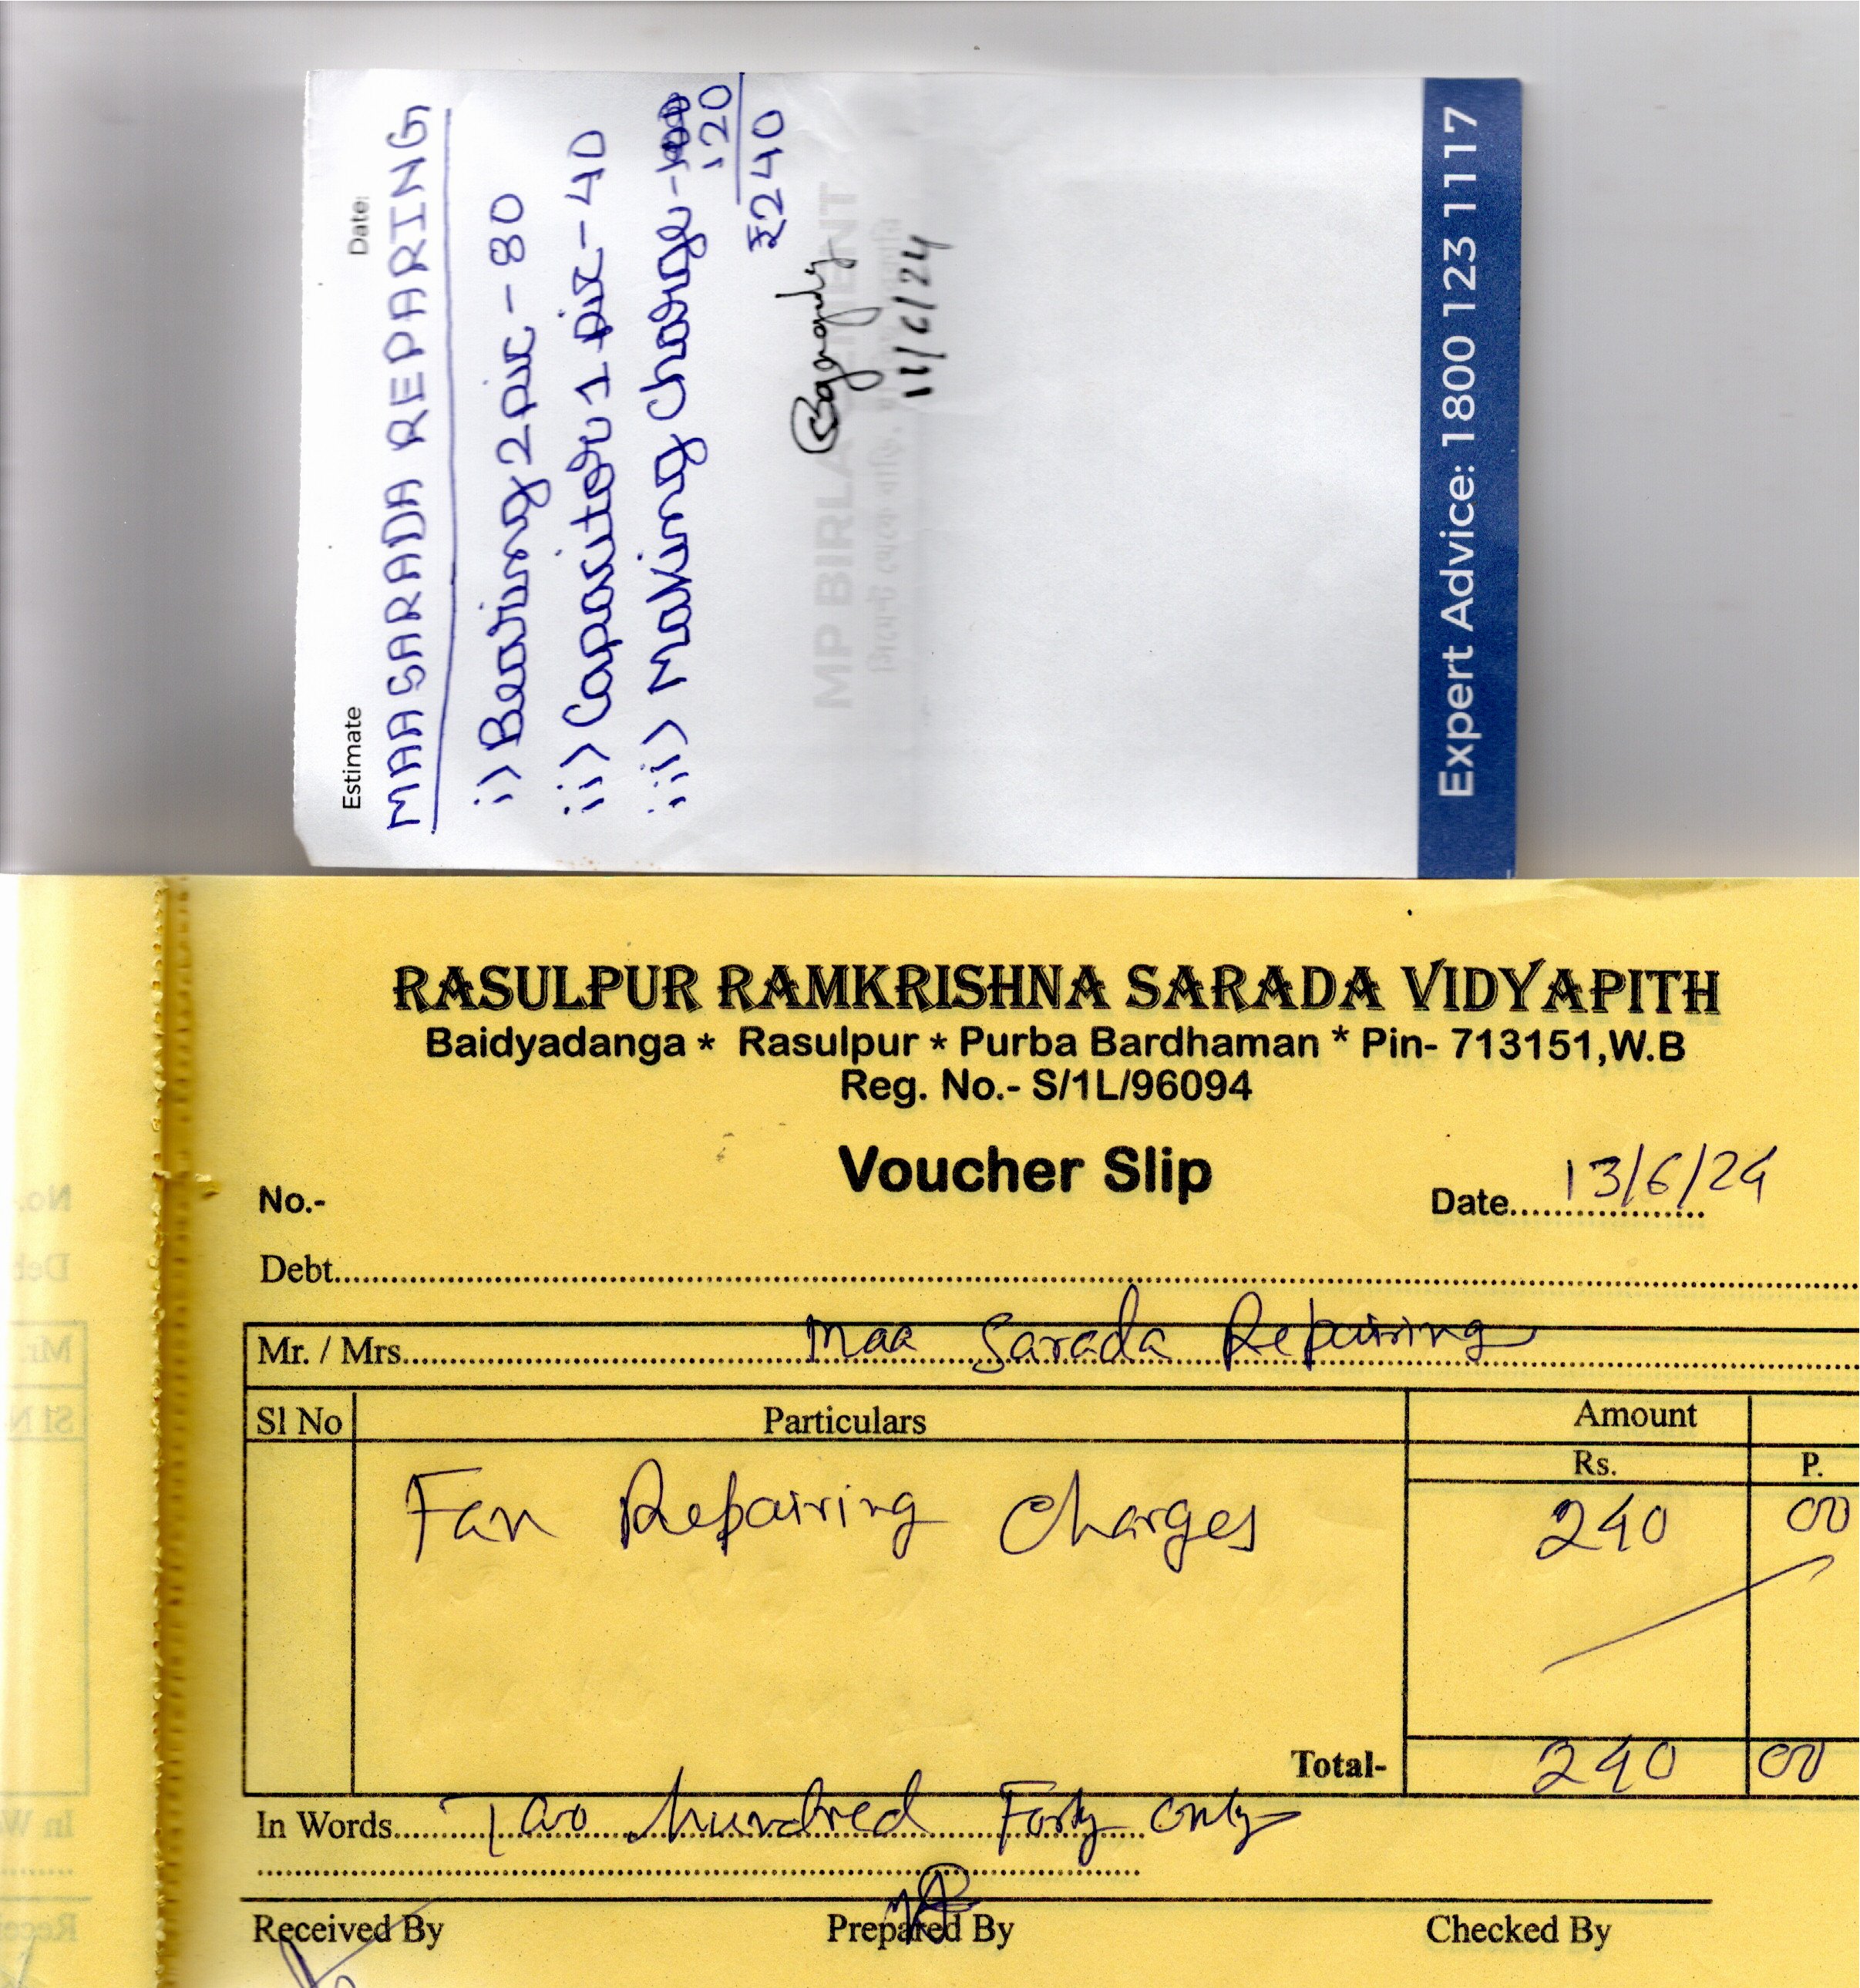 Estimate Date:
MAA SARADA REPARING
i) Bearing 2 pic - 80
ii) Capacitor 1 pic - 40
iii) Making Charge - 100
120
₹240
11/6/24
MP BIRLA CEMENT
Expert Advice: 1800 123 1117
RASULPUR RAMKRISHNA SARADA VIDYAPITH
Baidyadanga * Rasulpur * Purba Bardhaman * Pin- 713151,W.B
Reg. No.- S/1L/96094
Voucher Slip
No.- Date 13/6/24
Debt
Mr. / Mrs. Maa Sarada Repairing
Sl No Particulars Amount
Rs. P.
Fan Repairing Charges 240 00
Total- 240 00
In Words Two hundred Forty only
Received By Prepared By Checked By